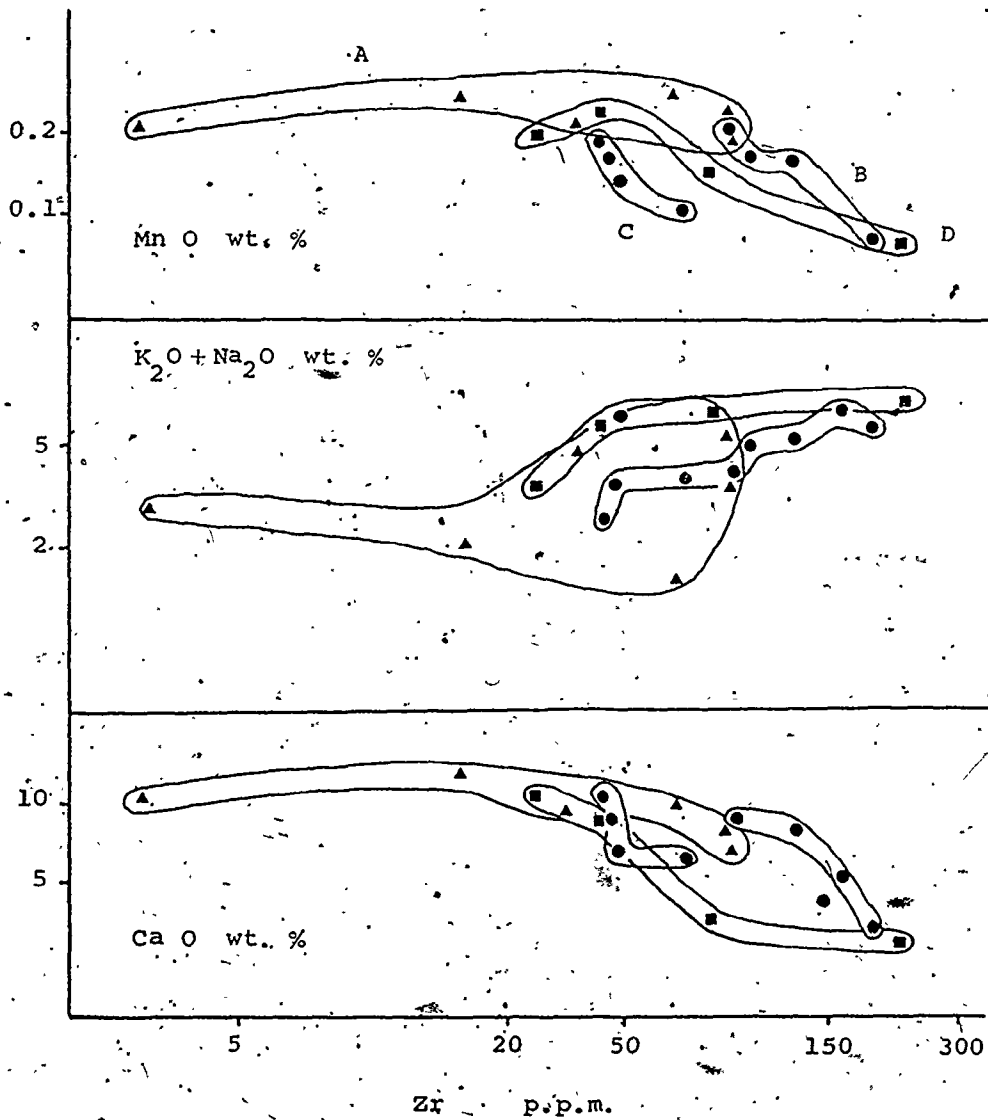 A
0.2
B
0.1
Mn O wt. %
C
D
K₂O + Na₂O wt. %
5
2
10
5
Ca O wt. %
5 20 50 150 300
Zr p.p.m.